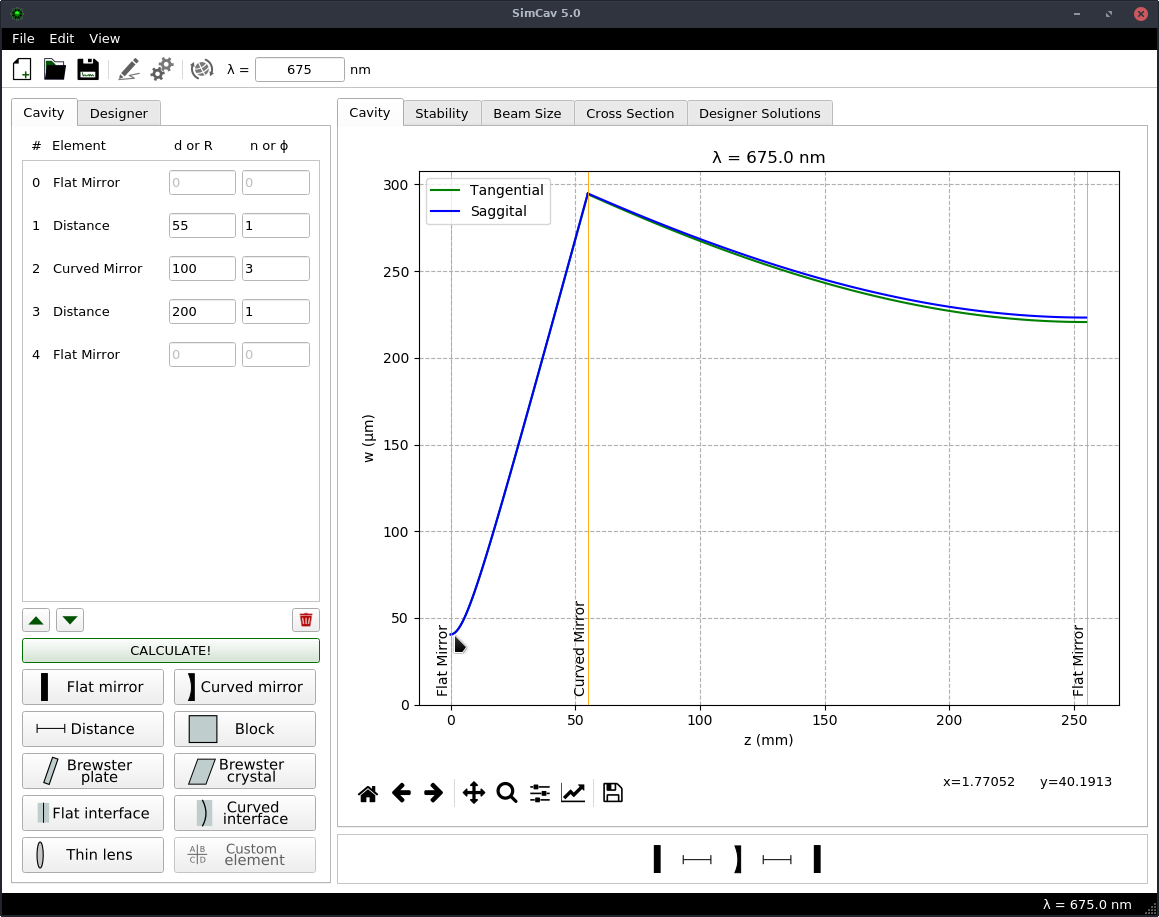 SimCav 5.0
File Edit View
λ = 675 nm
Cavity Designer
# Element d or R n or ϕ
0 Flat Mirror 0 0
1 Distance 55 1
2 Curved Mirror 100 3
3 Distance 200 1
4 Flat Mirror 0 0
CALCULATE!
Flat mirror Curved mirror
Distance Block
Brewster
plate
Brewster
crystal
Flat interface
Curved
interface
Thin lens
A|B
C|D
Custom
element
Cavity Stability Beam Size Cross Section Designer Solutions
λ = 675.0 nm
Tangential
Saggital
300
250
200
150
100
50
0
w (μm)
Flat Mirror
Curved Mirror
Flat Mirror
0 50 100 150 200 250
z (mm)
x=1.77052 y=40.1913
λ = 675.0 nm